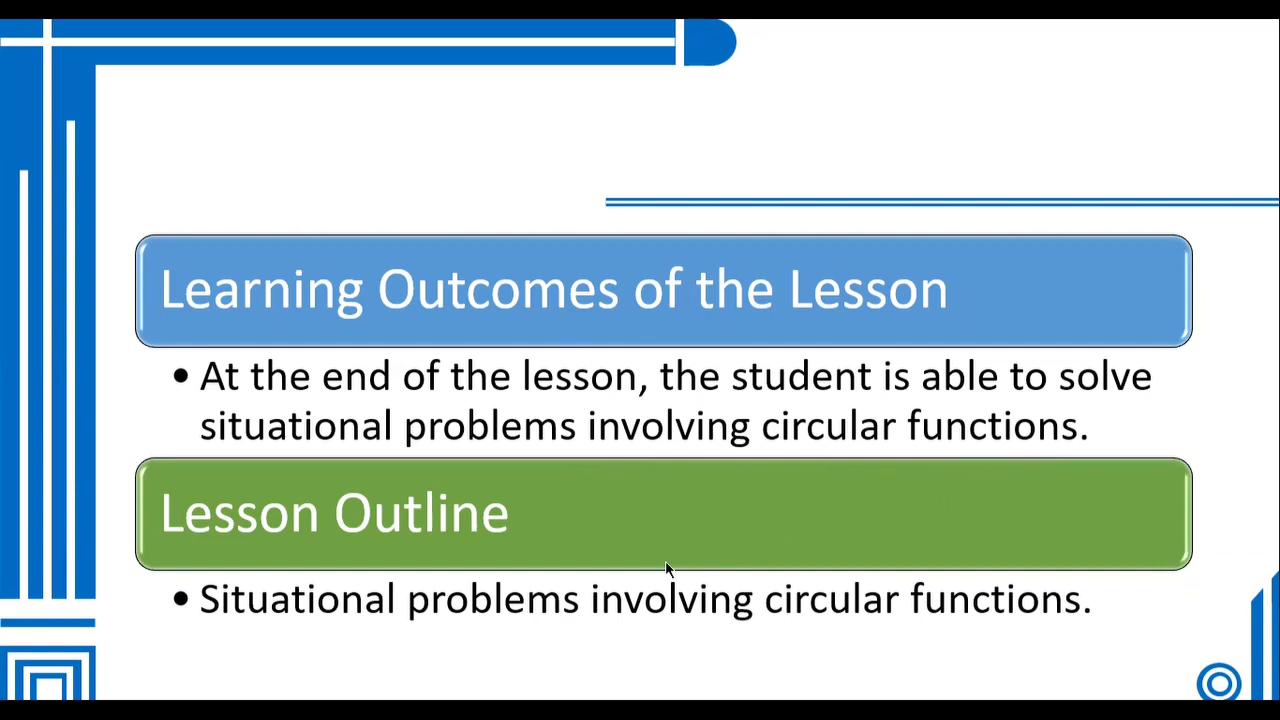 Learning Outcomes of the Lesson
• At the end of the lesson, the student is able to solve
situational problems involving circular functions.
Lesson Outline
• Situational problems involving circular functions.